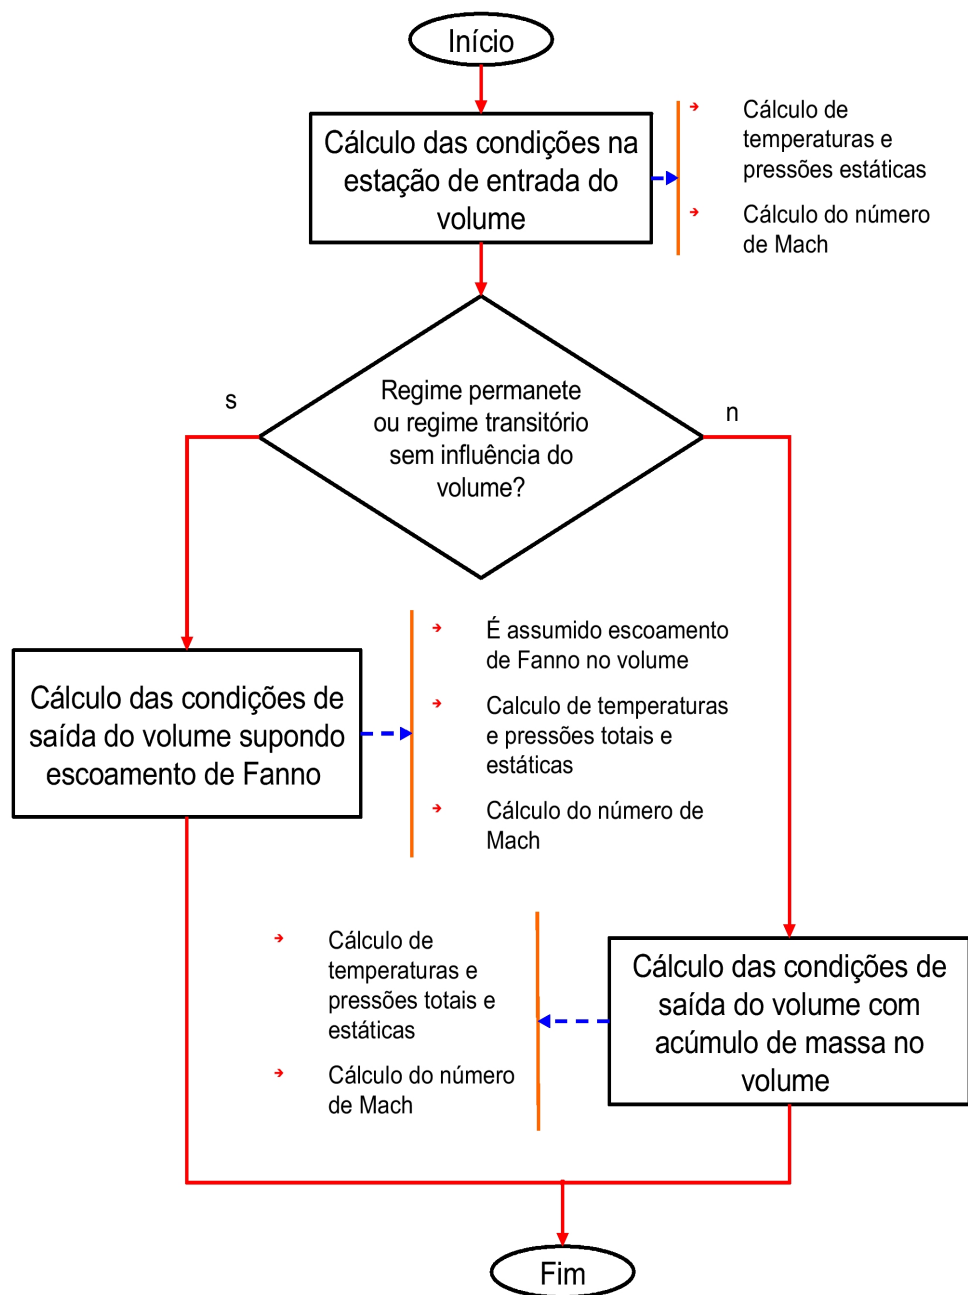 Início
Cálculo das condições na
estação de entrada do
volume
Cálculo de
temperaturas e
pressões estáticas
Cálculo do número
de Mach
Regime permanete
ou regime transitório
sem influência do
volume?
s
n
Cálculo das condições de
saída do volume supondo
escoamento de Fanno
É assumido escoamento
de Fanno no volume
Calculo de temperaturas
e pressões totais e
estáticas
Cálculo do número de
Mach
Cálculo de
temperaturas e
pressões totais e
estáticas
Cálculo do número
de Mach
Cálculo das condições de
saída do volume com
acúmulo de massa no
volume
Fim